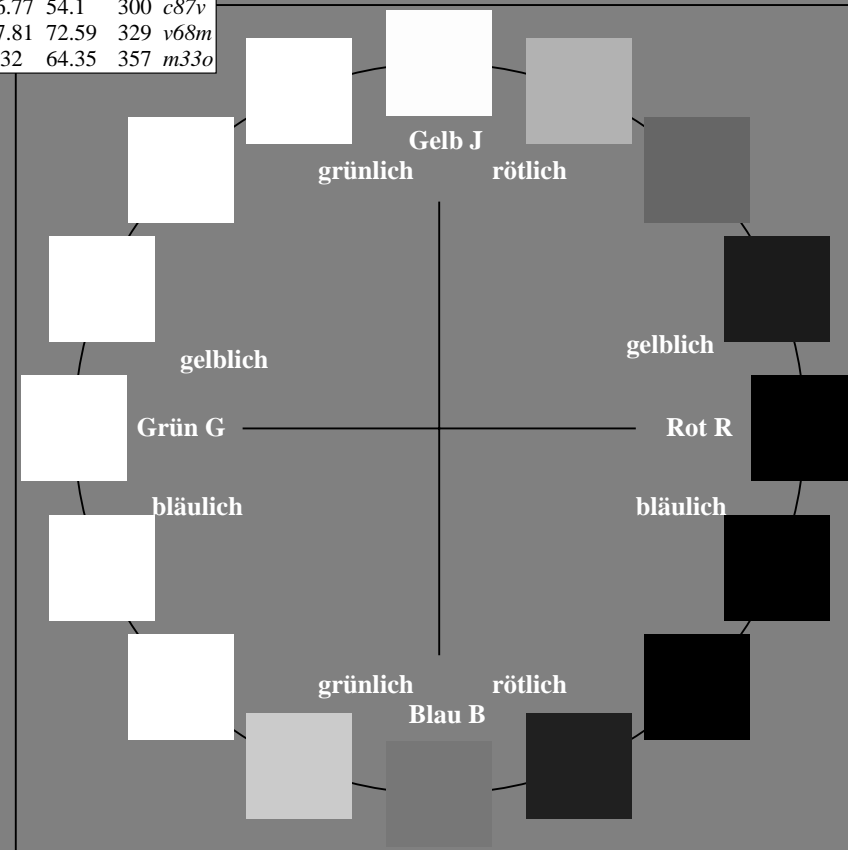 54.1 300 c87v
72.59 329 v68m
64.35 357 m33o
Gelb J
grünlich rötlich
gelblich gelblich
Grün G Rot R
bläulich bläulich
grünlich rötlich
Blau B